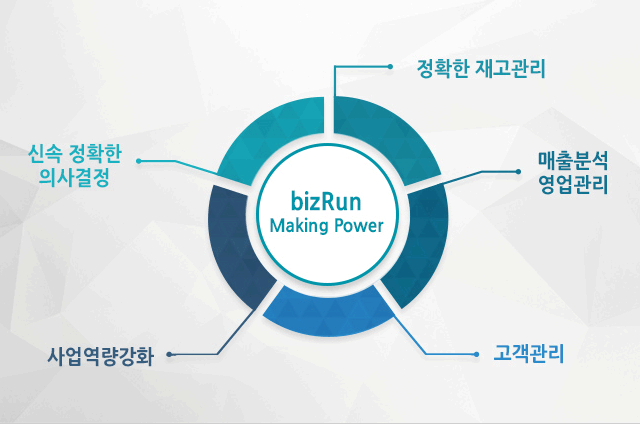 정확한 재고관리
신속 정확한
의사결정
매출분석
영업관리
bizRun
Making Power
사업역량강화
고객관리